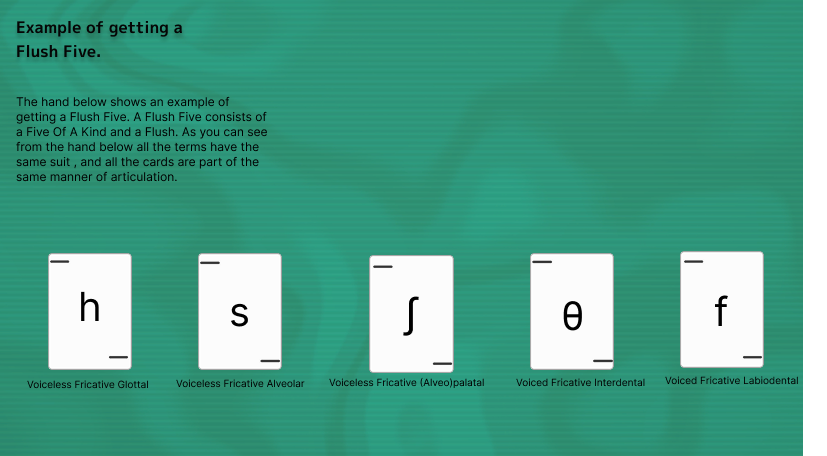 Example of getting a
Flush Five.
The hand below shows an example of
getting a Flush Five. A Flush Five consists of
a Five Of A Kind and a Flush. As you can see
from the hand below all the terms have the
same suit , and all the cards are part of the
same manner of articulation.
h
s
ʃ
θ
f
Voiceless Fricative Glottal
Voiceless Fricative Alveolar
Voiceless Fricative (Alveo)palatal
Voiced Fricative Interdental
Voiced Fricative Labiodental